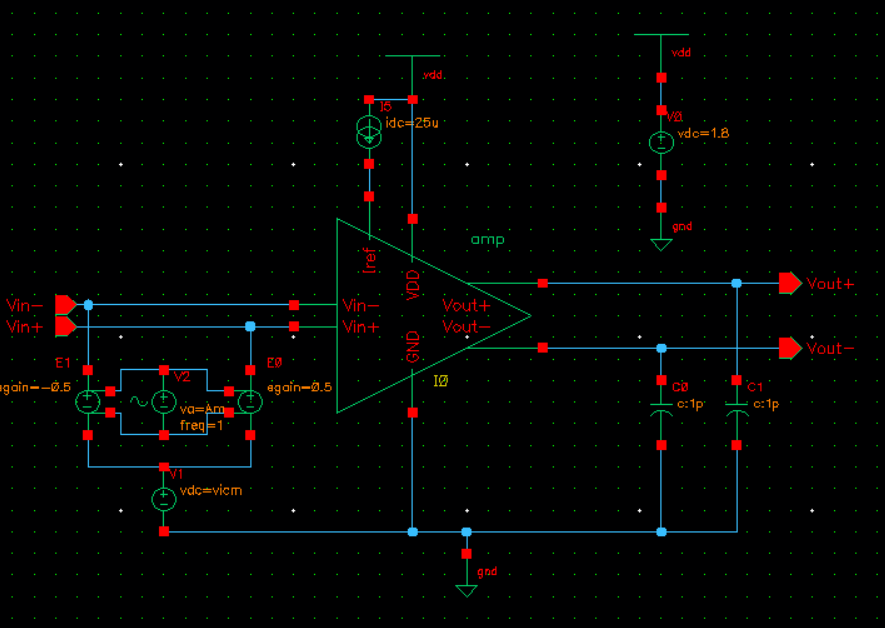 vdd
vdd
I5
idc=25u
V0
vdc=1.8
gnd
amp
Iref
VDD
Vin-
Vin-
Vout+
Vout+
Vin+
Vin+
Vout-
Vout-
GND
I0
E1
V2
E0
egain=-0.5
va=Am
freq=1
egain=0.5
C0
c:1p
C1
c:1p
V1
vdc=vicm
gnd